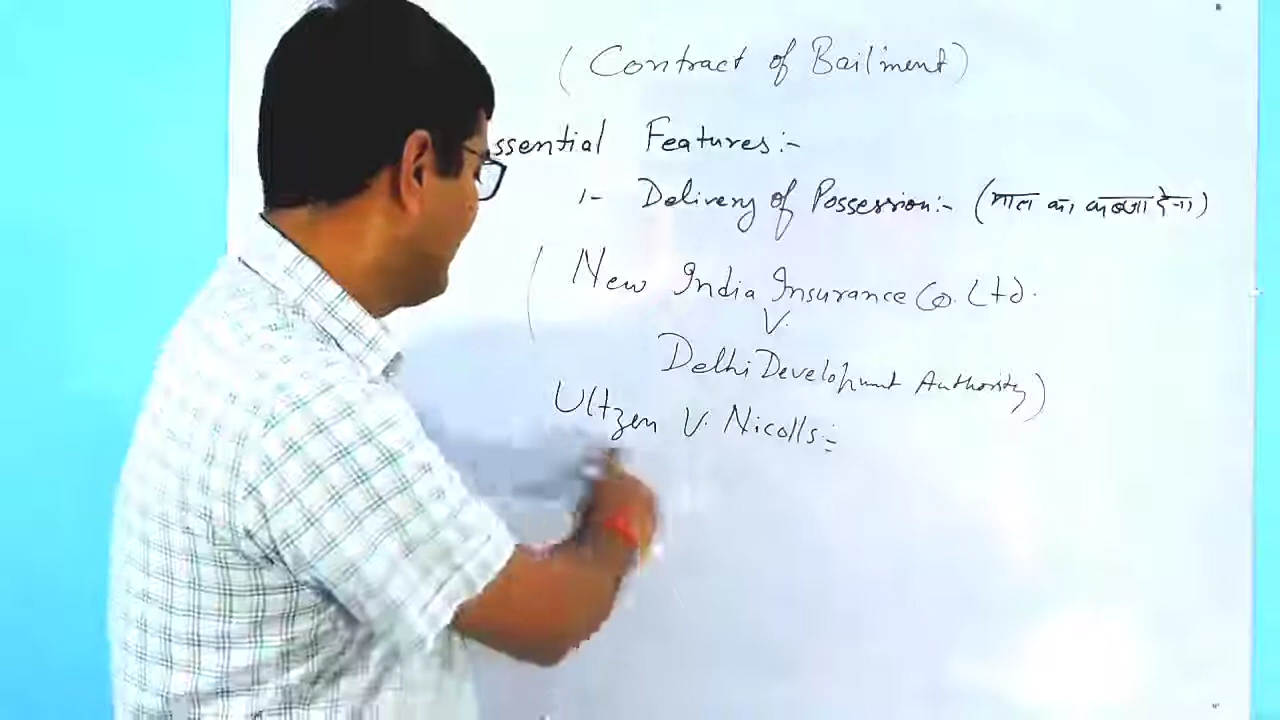 (Contract of Bailment)
ssential Features:-
1- Delivery of Possession:- (माल का कब्जा देना)
(New India Insurance Co. Ltd.
V.
Delhi Development Authority)
Ultzen V. Nicolls:-